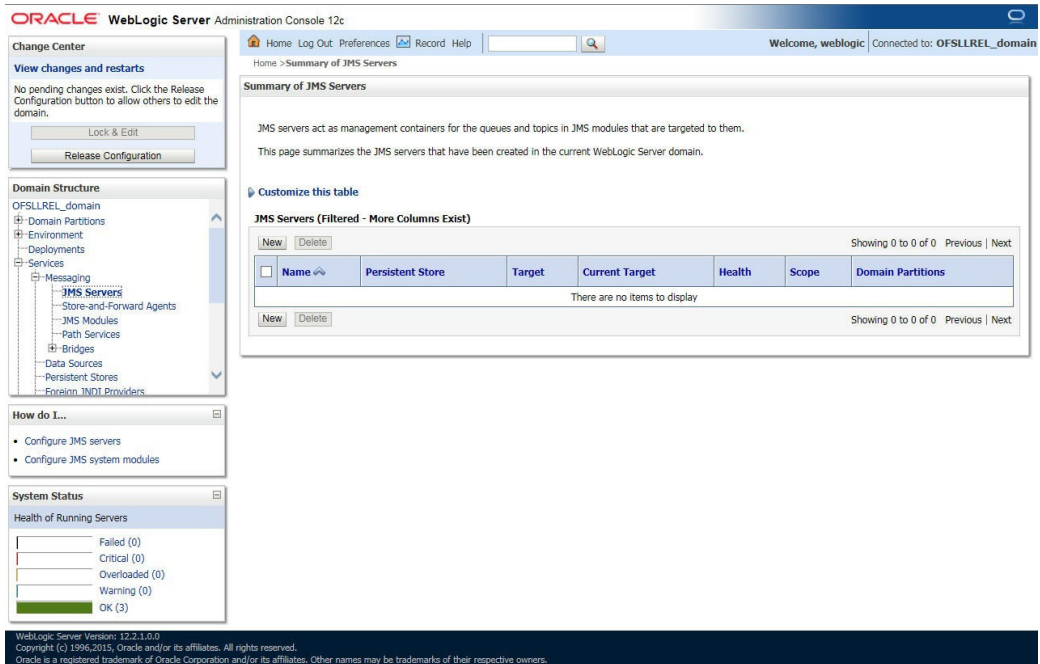 ORACLE WebLogic Server Administration Console 12c
Change Center
View changes and restarts
No pending changes exist. Click the Release
Configuration button to allow others to edit the
domain.
Lock & Edit
Release Configuration
Domain Structure
OFSLLREL_domain
Domain Partitions
Environment
Deployments
Services
Messaging
JMS Servers
Store-and-Forward Agents
JMS Modules
Path Services
Bridges
Data Sources
Persistent Stores
Foreign JNDI Providers
How do I...
Configure JMS servers
Configure JMS system modules
System Status
Health of Running Servers
Failed (0)
Critical (0)
Overloaded (0)
Warning (0)
OK (3)
Home Log Out Preferences Record Help
Welcome, weblogic Connected to: OFSLLREL_domain
Home >Summary of JMS Servers
Summary of JMS Servers
JMS servers act as management containers for the queues and topics in JMS modules that are targeted to them.
This page summarizes the JMS servers that have been created in the current WebLogic Server domain.
Customize this table
JMS Servers (Filtered - More Columns Exist)
New Delete Showing 0 to 0 of 0 Previous | Next
Name Persistent Store Target Current Target Health Scope Domain Partitions
There are no items to display
New Delete Showing 0 to 0 of 0 Previous | Next
WebLogic Server Version: 12.2.1.0.0
Copyright (c) 1996,2015, Oracle and/or its affiliates. All rights reserved.
Oracle is a registered trademark of Oracle Corporation and/or its affiliates. Other names may be trademarks of their respective owners.